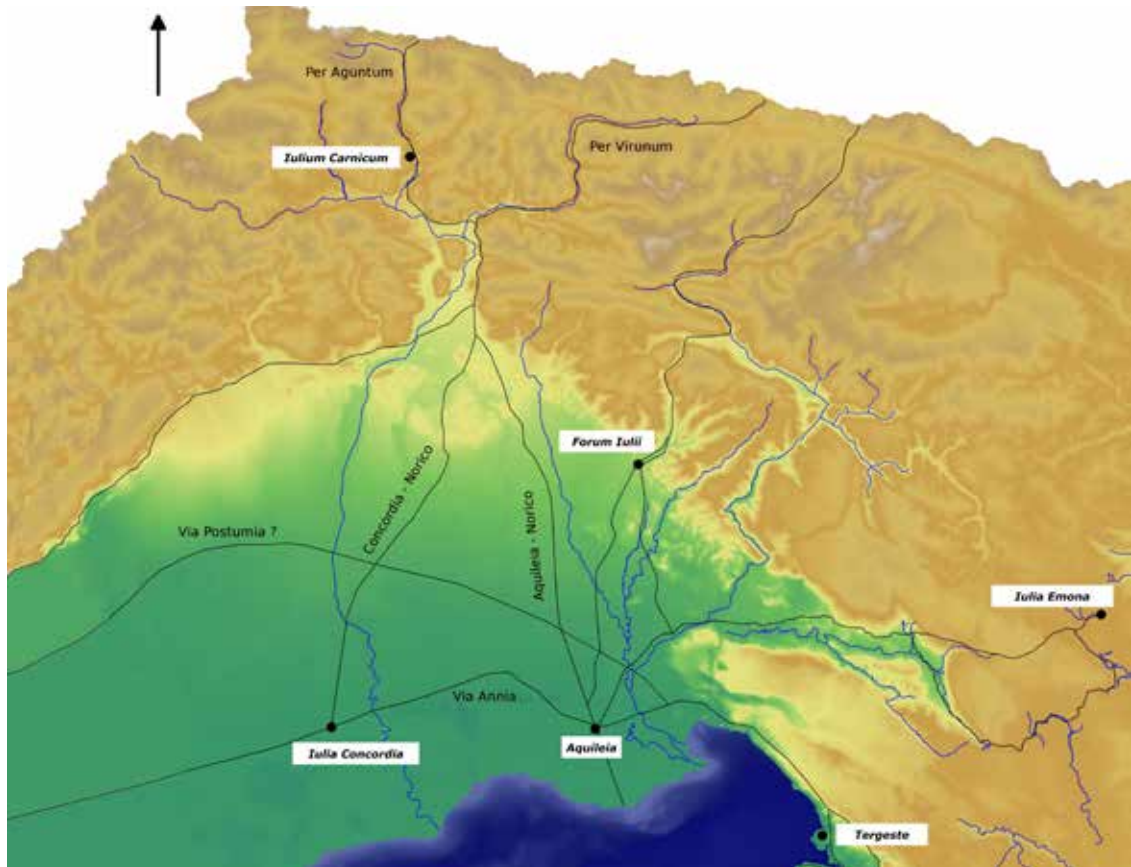 Per Aguntum
Iulium Carnicum
Per Virunum
Forum Iulii
Concordia - Norico
Aquileia - Norico
Via Postumia ?
Iulia Emona
Via Annia
Iulia Concordia
Aquileia
Tergeste